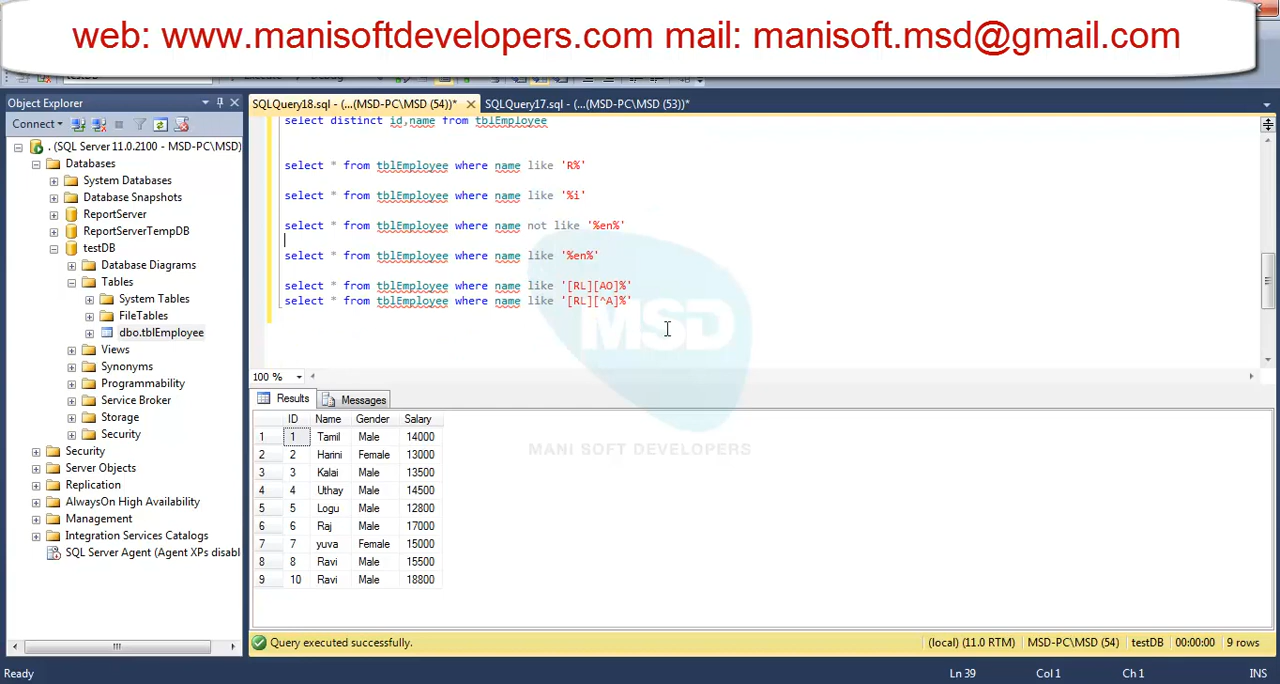 web: www.manisoftdevelopers.com mail: manisoft.msd@gmail.com
Object Explorer
SQLQuery18.sql - (...(MSD-PC\MSD (54))*
SQLQuery17.sql - (...(MSD-PC\MSD (53))*
Connect
. (SQL Server 11.0.2100 - MSD-PC\MSD)
Databases
System Databases
Database Snapshots
ReportServer
ReportServerTempDB
testDB
Database Diagrams
Tables
System Tables
FileTables
dbo.tblEmployee
Views
Synonyms
Programmability
Service Broker
Storage
Security
Security
Server Objects
Replication
AlwaysOn High Availability
Management
Integration Services Catalogs
SQL Server Agent (Agent XPs disabl
select distinct id,name from tblEmployee
select * from tblEmployee where name like 'R%'
select * from tblEmployee where name like '%i'
select * from tblEmployee where name not like '%en%'
select * from tblEmployee where name like '%en%'
select * from tblEmployee where name like '[RL][AO]%'
select * from tblEmployee where name like '[RL][^A]%'
MSD
MANI SOFT DEVELOPERS
100 %
Results Messages
ID Name Gender Salary
1 1 Tamil Male 14000
2 2 Harini Female 13000
3 3 Kalai Male 13500
4 4 Uthay Male 14500
5 5 Logu Male 12800
6 6 Raj Male 17000
7 7 yuva Female 15000
8 8 Ravi Male 15500
9 10 Ravi Male 18800
Query executed successfully.
(local) (11.0 RTM) MSD-PC\MSD (54) testDB 00:00:00 9 rows
Ready
Ln 39 Col 1 Ch 1 INS